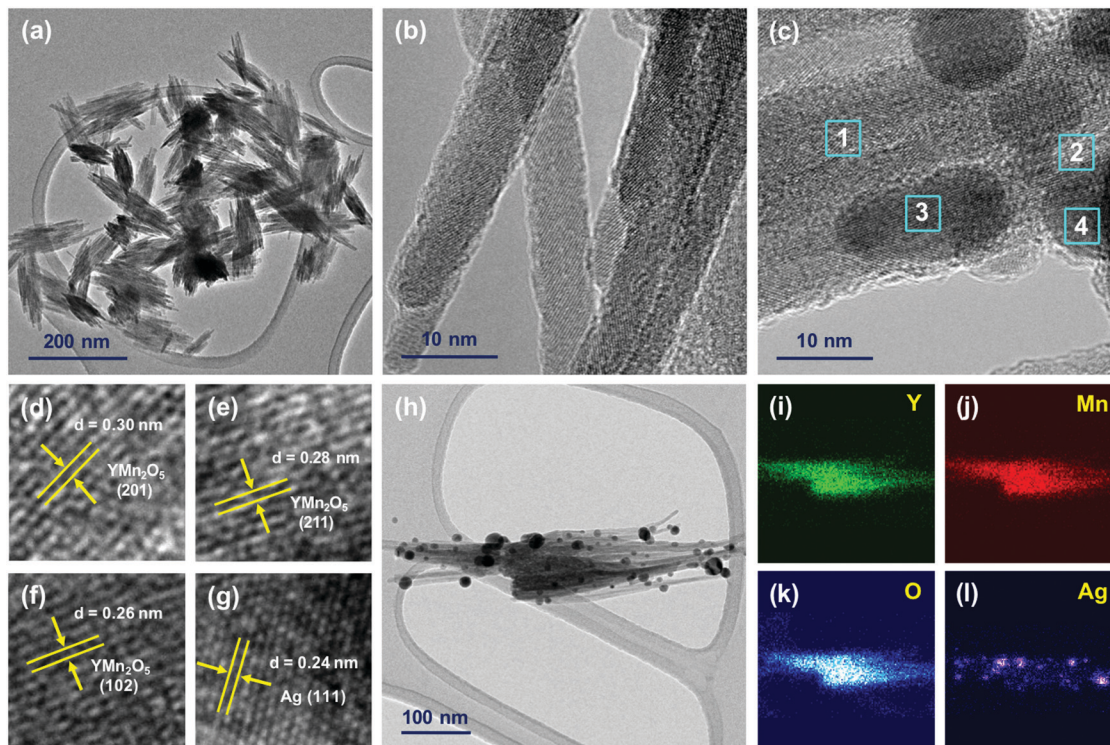 (a)
200 nm
(b)
10 nm
(c)
1
2
3
4
10 nm
(d)
d = 0.30 nm
YMn₂O₅
(201)
(e)
d = 0.28 nm
YMn₂O₅
(211)
(f)
d = 0.26 nm
YMn₂O₅
(102)
(g)
d = 0.24 nm
Ag (111)
(h)
100 nm
(i)
Y
(j)
Mn
(k)
O
(l)
Ag